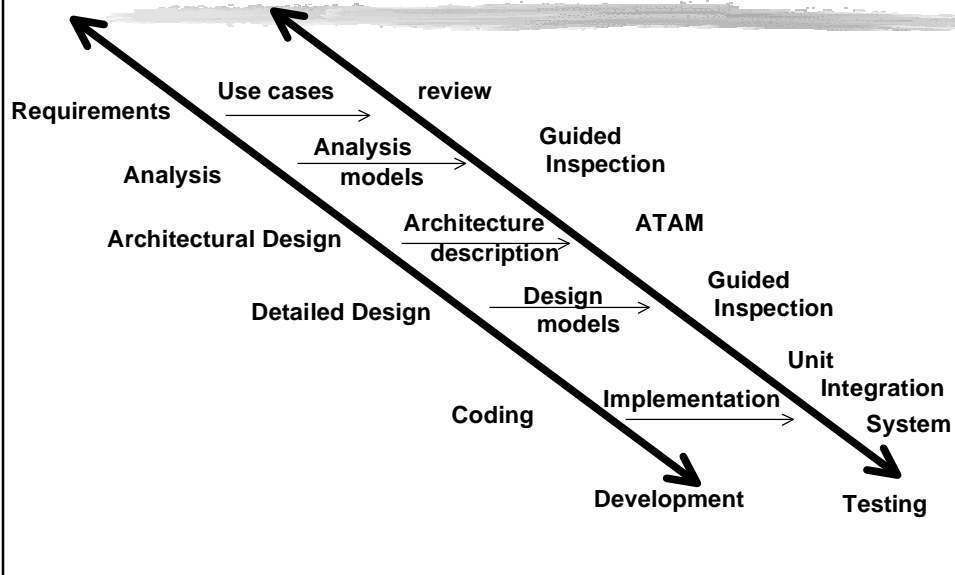 Use cases
review
Requirements
Guided
Inspection
Analysis
models
Analysis
ATAM
Architecture
description
Architectural Design
Guided
Inspection
Design
models
Detailed Design
Unit
Integration
System
Implementation
Coding
Development
Testing